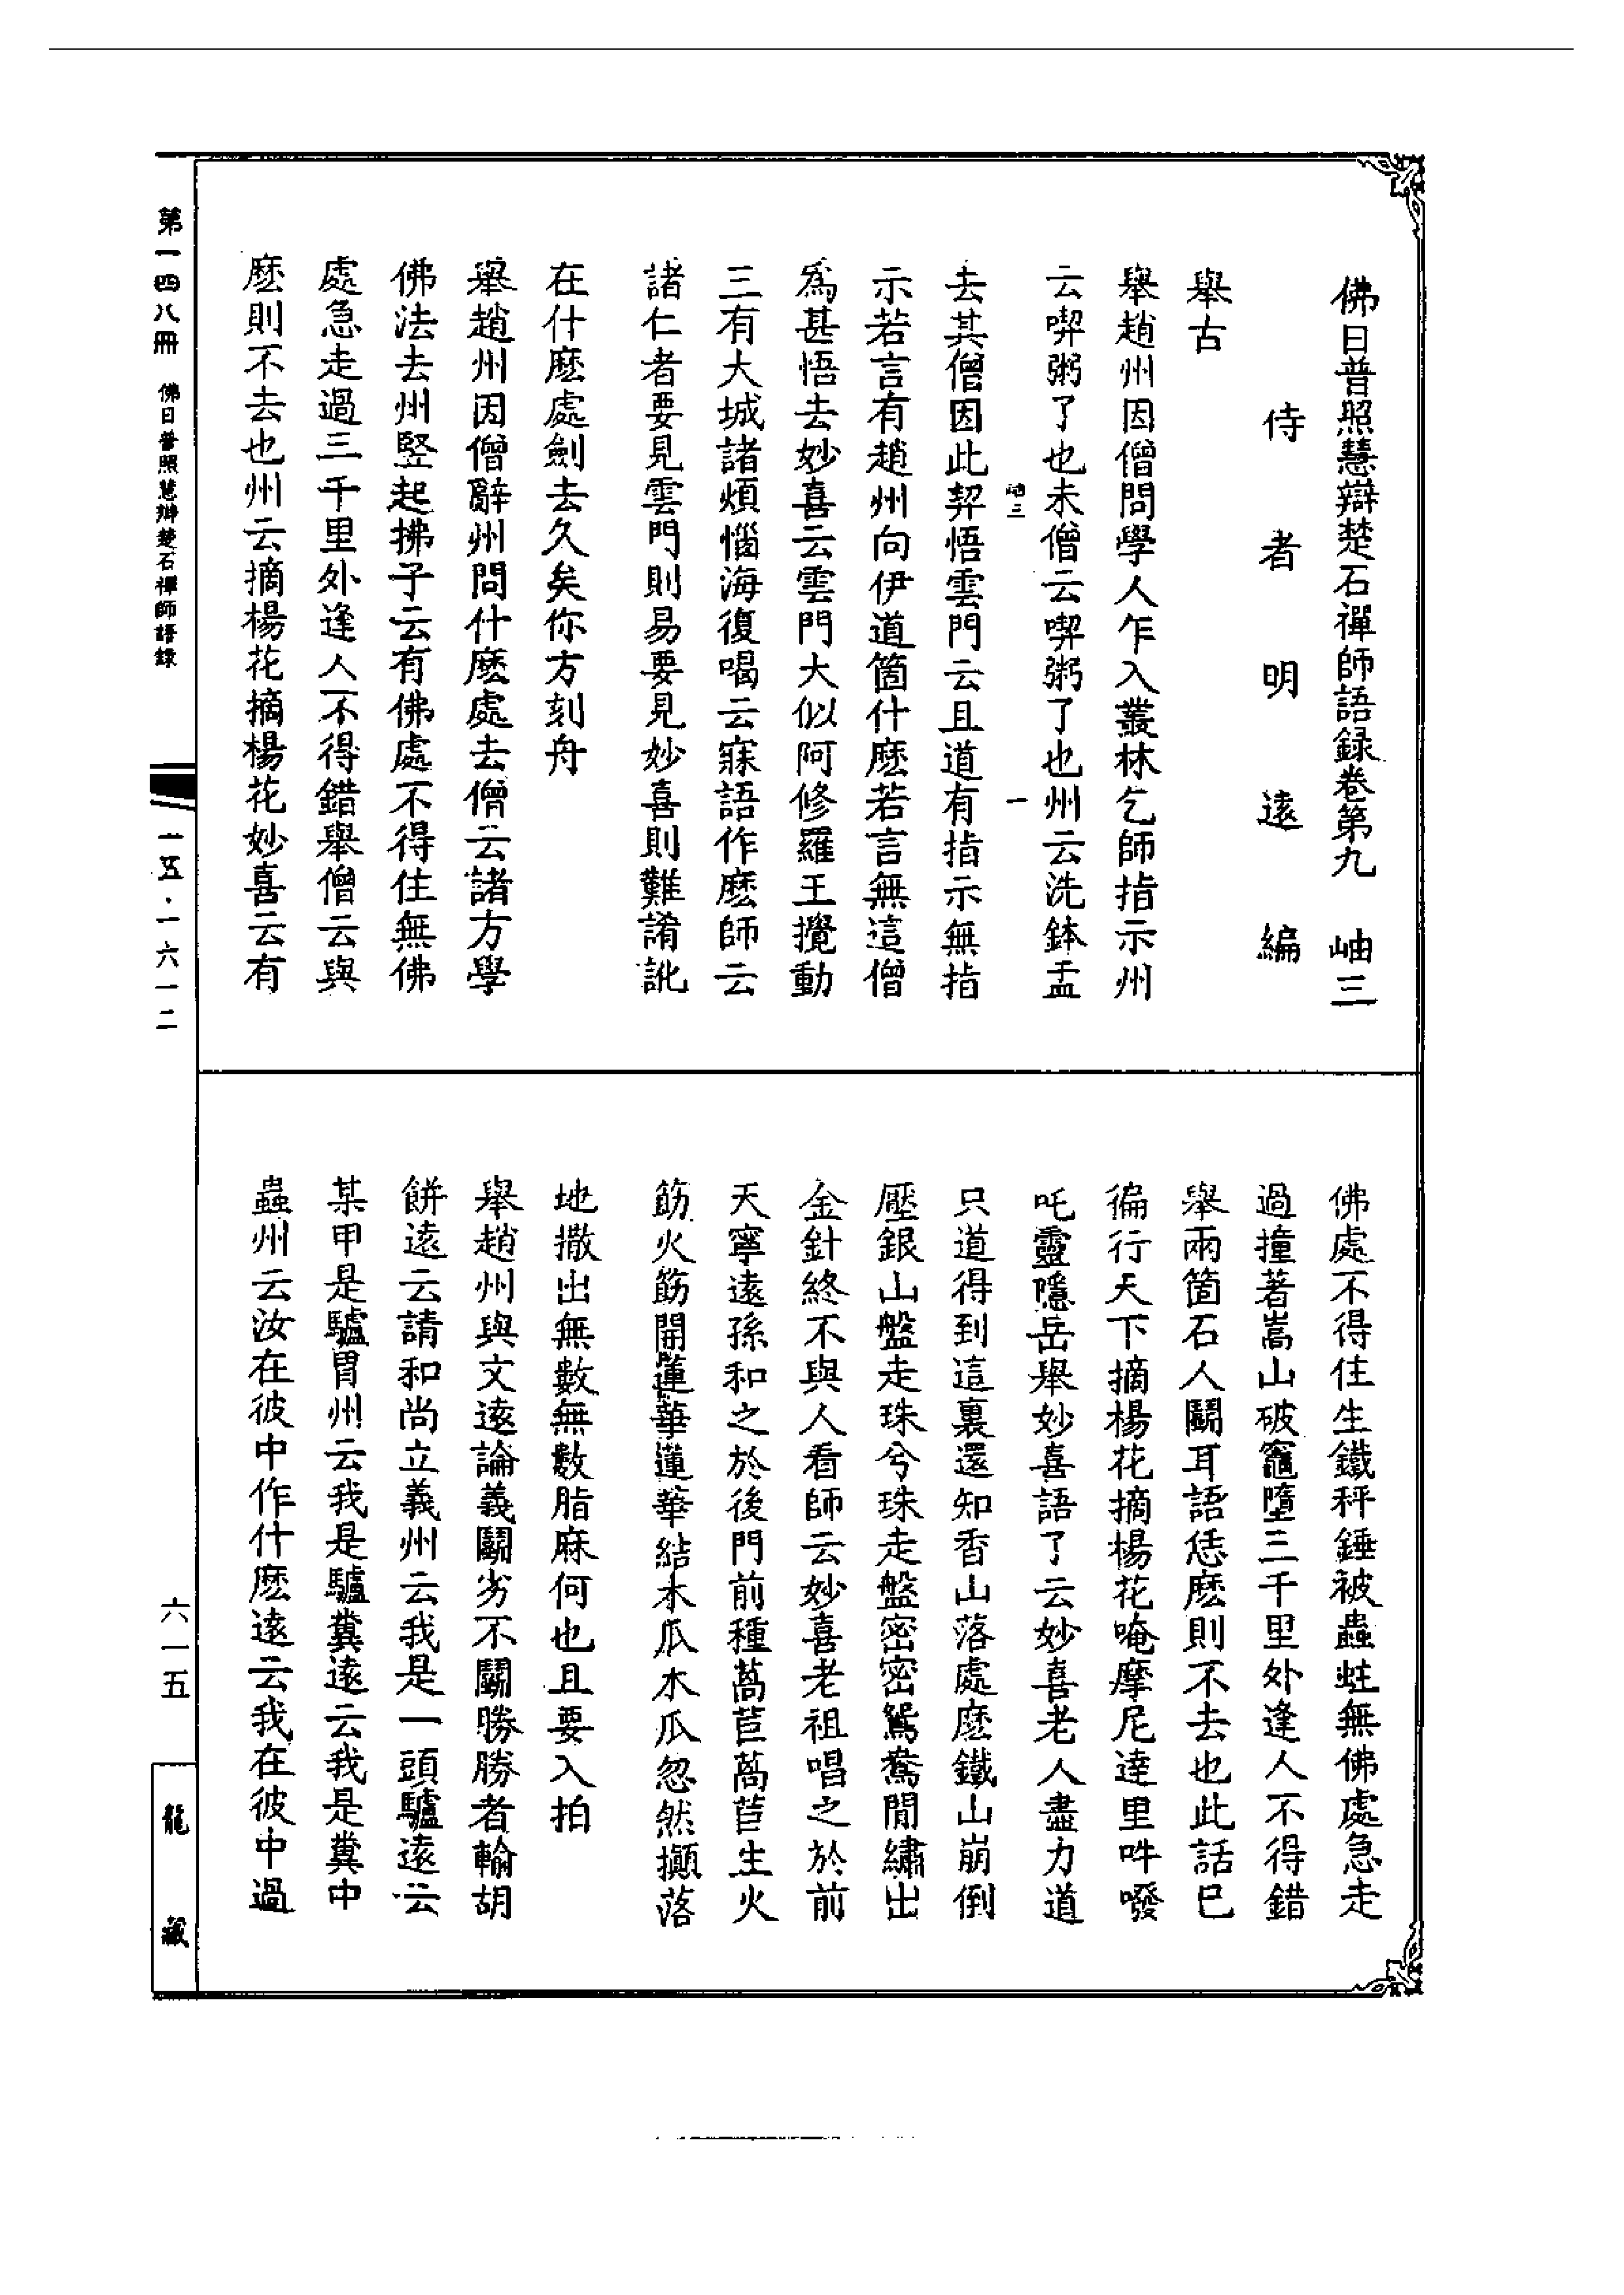 佛日普照慧辯楚石禪師語録卷第九　岫三
侍者明遠編
舉古
舉趙州因僧問學人乍入叢林乞師指示州
云喫粥了也未僧云喫粥了也州云洗鉢盂
岫三　一
去其僧因此契悟雲門云且道有指示無指
示若言有趙州向伊道箇什麽若言無這僧
爲甚悟去妙喜云雲門大似阿修羅王攪動
三有大城諸煩惱海復喝云寐語作麽師云
諸仁者要見雲門則易要見妙喜則難誵訛
在什麽處劍去久矣你方刻舟
舉趙州因僧辭州問什麽處去僧云諸方學
佛法去州竪起拂子云有佛處不得住無佛
處急走過三千里外逢人不得錯舉僧云與
麽則不去也州云摘楊花摘楊花妙喜云有
佛處不得住生鐵秤錘被蟲蛀無佛處急走
過撞著嵩山破竈墮三千里外逢人不得錯
舉兩箇石人鬭耳語恁麽則不去也此話已
徧行天下摘楊花摘楊花唵摩尼達里吽㗶
吒靈隱岳舉妙喜語了云妙喜老人盡力道
只道得到這裏還知香山落處麽鐵山崩倒
壓銀山盤走珠兮珠走盤密密鴛鴦閒繡出
金針終不與人看師云妙喜老祖唱之於前
天寧遠孫和之於後門前種萵苣萵苣生火
筯火筯開蓮華蓮華結木瓜木瓜忽然攧落
地撒出無數無數脂麻何也且要入拍
舉趙州與文遠論義鬭劣不鬭勝勝者輸胡
餅遠云請和尚立義州云我是一頭驢遠云
某甲是驢胃州云我是驢糞遠云我是糞中
蟲州云汝在彼中作什麽遠云我在彼中過
第一四八冊　佛日普照慧辯楚石禪師語録
一五·一六一二
六一五
龍藏